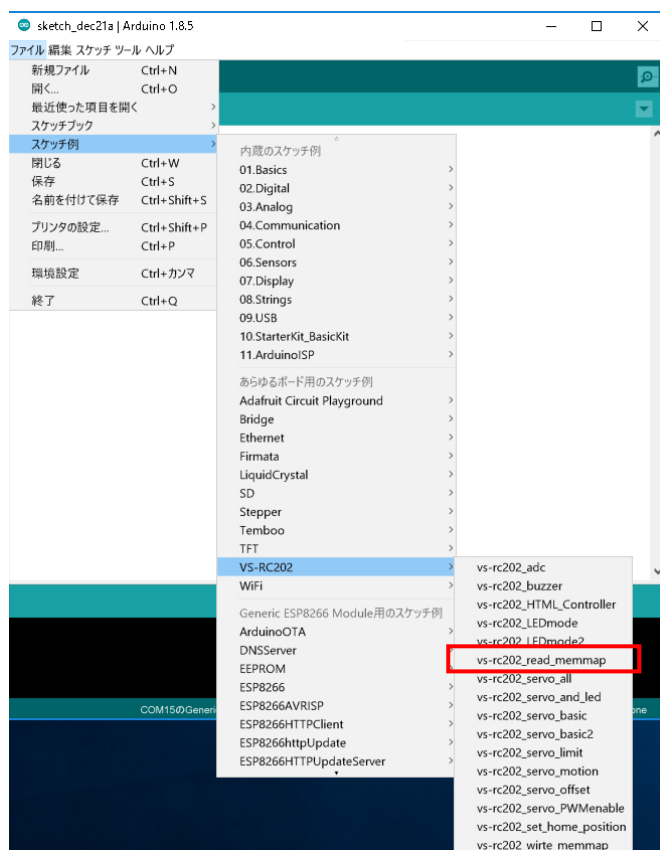 sketch_dec21a | Arduino 1.8.5
ファイル 編集 スケッチ ツール ヘルプ
新規ファイル Ctrl+N
開く... Ctrl+O
最近使った項目を開く
スケッチブック
スケッチ例
閉じる Ctrl+W
保存 Ctrl+S
名前を付けて保存 Ctrl+Shift+S
プリンタの設定... Ctrl+Shift+P
印刷... Ctrl+P
環境設定 Ctrl+カンマ
終了 Ctrl+Q
内蔵のスケッチ例
01.Basics
02.Digital
03.Analog
04.Communication
05.Control
06.Sensors
07.Display
08.Strings
09.USB
10.StarterKit_BasicKit
11.ArduinoISP
あらゆるボード用のスケッチ例
Adafruit Circuit Playground
Bridge
Ethernet
Firmata
LiquidCrystal
SD
Stepper
Temboo
TFT
VS-RC202
WiFi
Generic ESP8266 Module用のスケッチ例
ArduinoOTA
DNSServer
EEPROM
ESP8266
ESP8266AVRISP
ESP8266HTTPClient
ESP8266httpUpdate
ESP8266HTTPUpdateServer
vs-rc202_adc
vs-rc202_buzzer
vs-rc202_HTML_Controller
vs-rc202_LEDmode
vs-rc202_LEDmode2
vs-rc202_read_memmap
vs-rc202_servo_all
vs-rc202_servo_and_led
vs-rc202_servo_basic
vs-rc202_servo_basic2
vs-rc202_servo_limit
vs-rc202_servo_motion
vs-rc202_servo_offset
vs-rc202_servo_PWMenable
vs-rc202_set_home_position
vs-rc202_wirte_memmap
COM15のGeneri
one